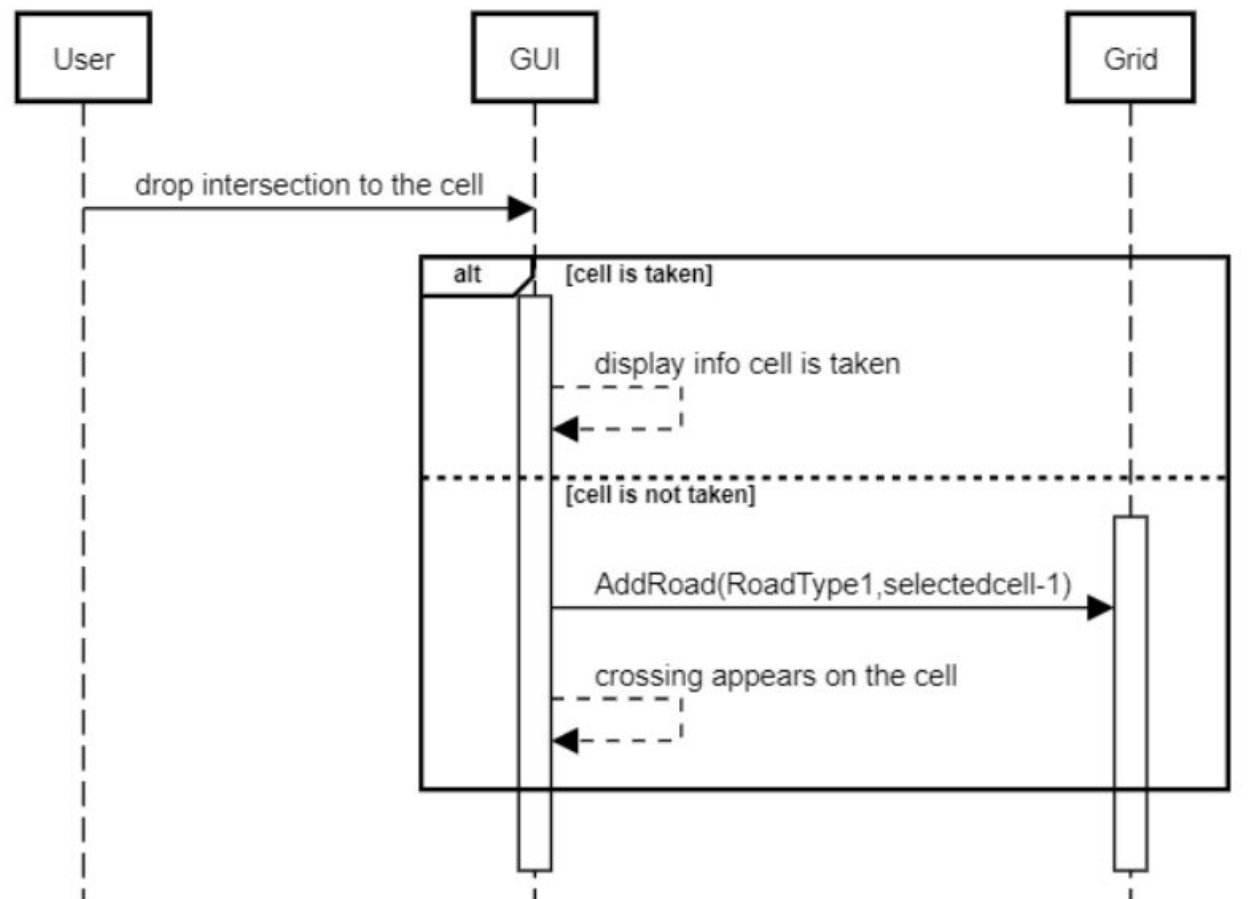 User
GUI
Grid
drop intersection to the cell
alt
[cell is taken]
display info cell is taken
[cell is not taken]
AddRoad(RoadType1,selectedcell-1)
crossing appears on the cell